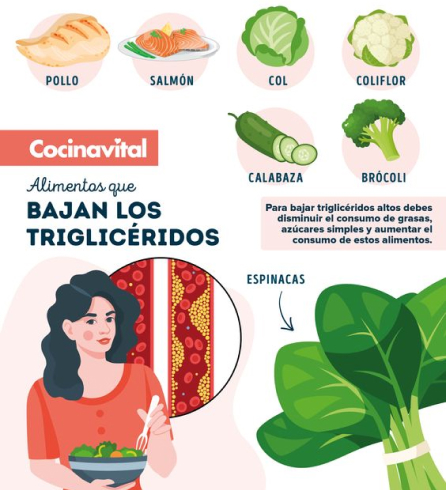 POLLO
SALMÓN
COL
COLIFLOR
CALABAZA
BRÓCOLI
Cocinavital
Alimentos que
BAJAN LOS
TRIGLICÉRIDOS
Para bajar triglicéridos altos debes
disminuir el consumo de grasas,
azúcares simples y aumentar el
consumo de estos alimentos.
ESPINACAS